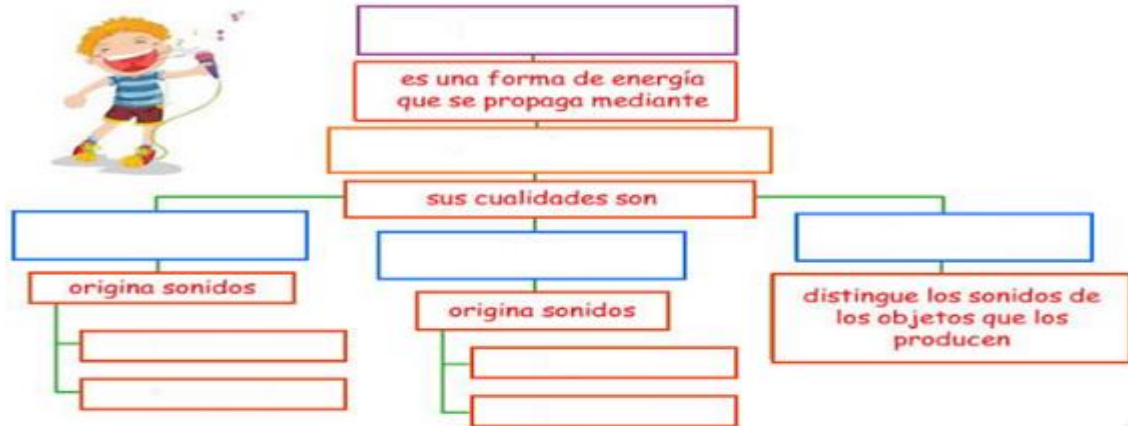 es una forma de energía
que se propaga mediante
sus cualidades son
origina sonidos
origina sonidos
distingue los sonidos de
los objetos que los
producen